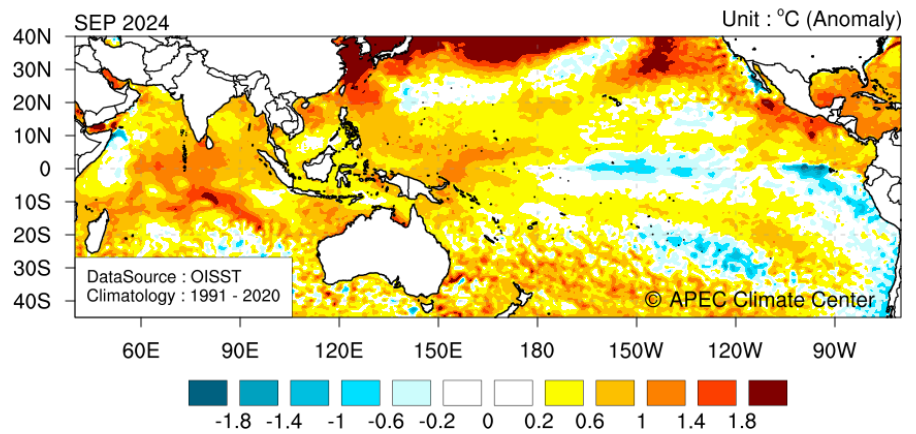 SEP 2024
Unit : °C (Anomaly)
40N
30N
20N
10N
0
10S
20S
30S
40S
DataSource : OISST
Climatology : 1991 - 2020
© APEC Climate Center
60E 90E 120E 150E 180 150W 120W 90W
-1.8 -1.4 -1 -0.6 -0.2 0 0.2 0.6 1 1.4 1.8